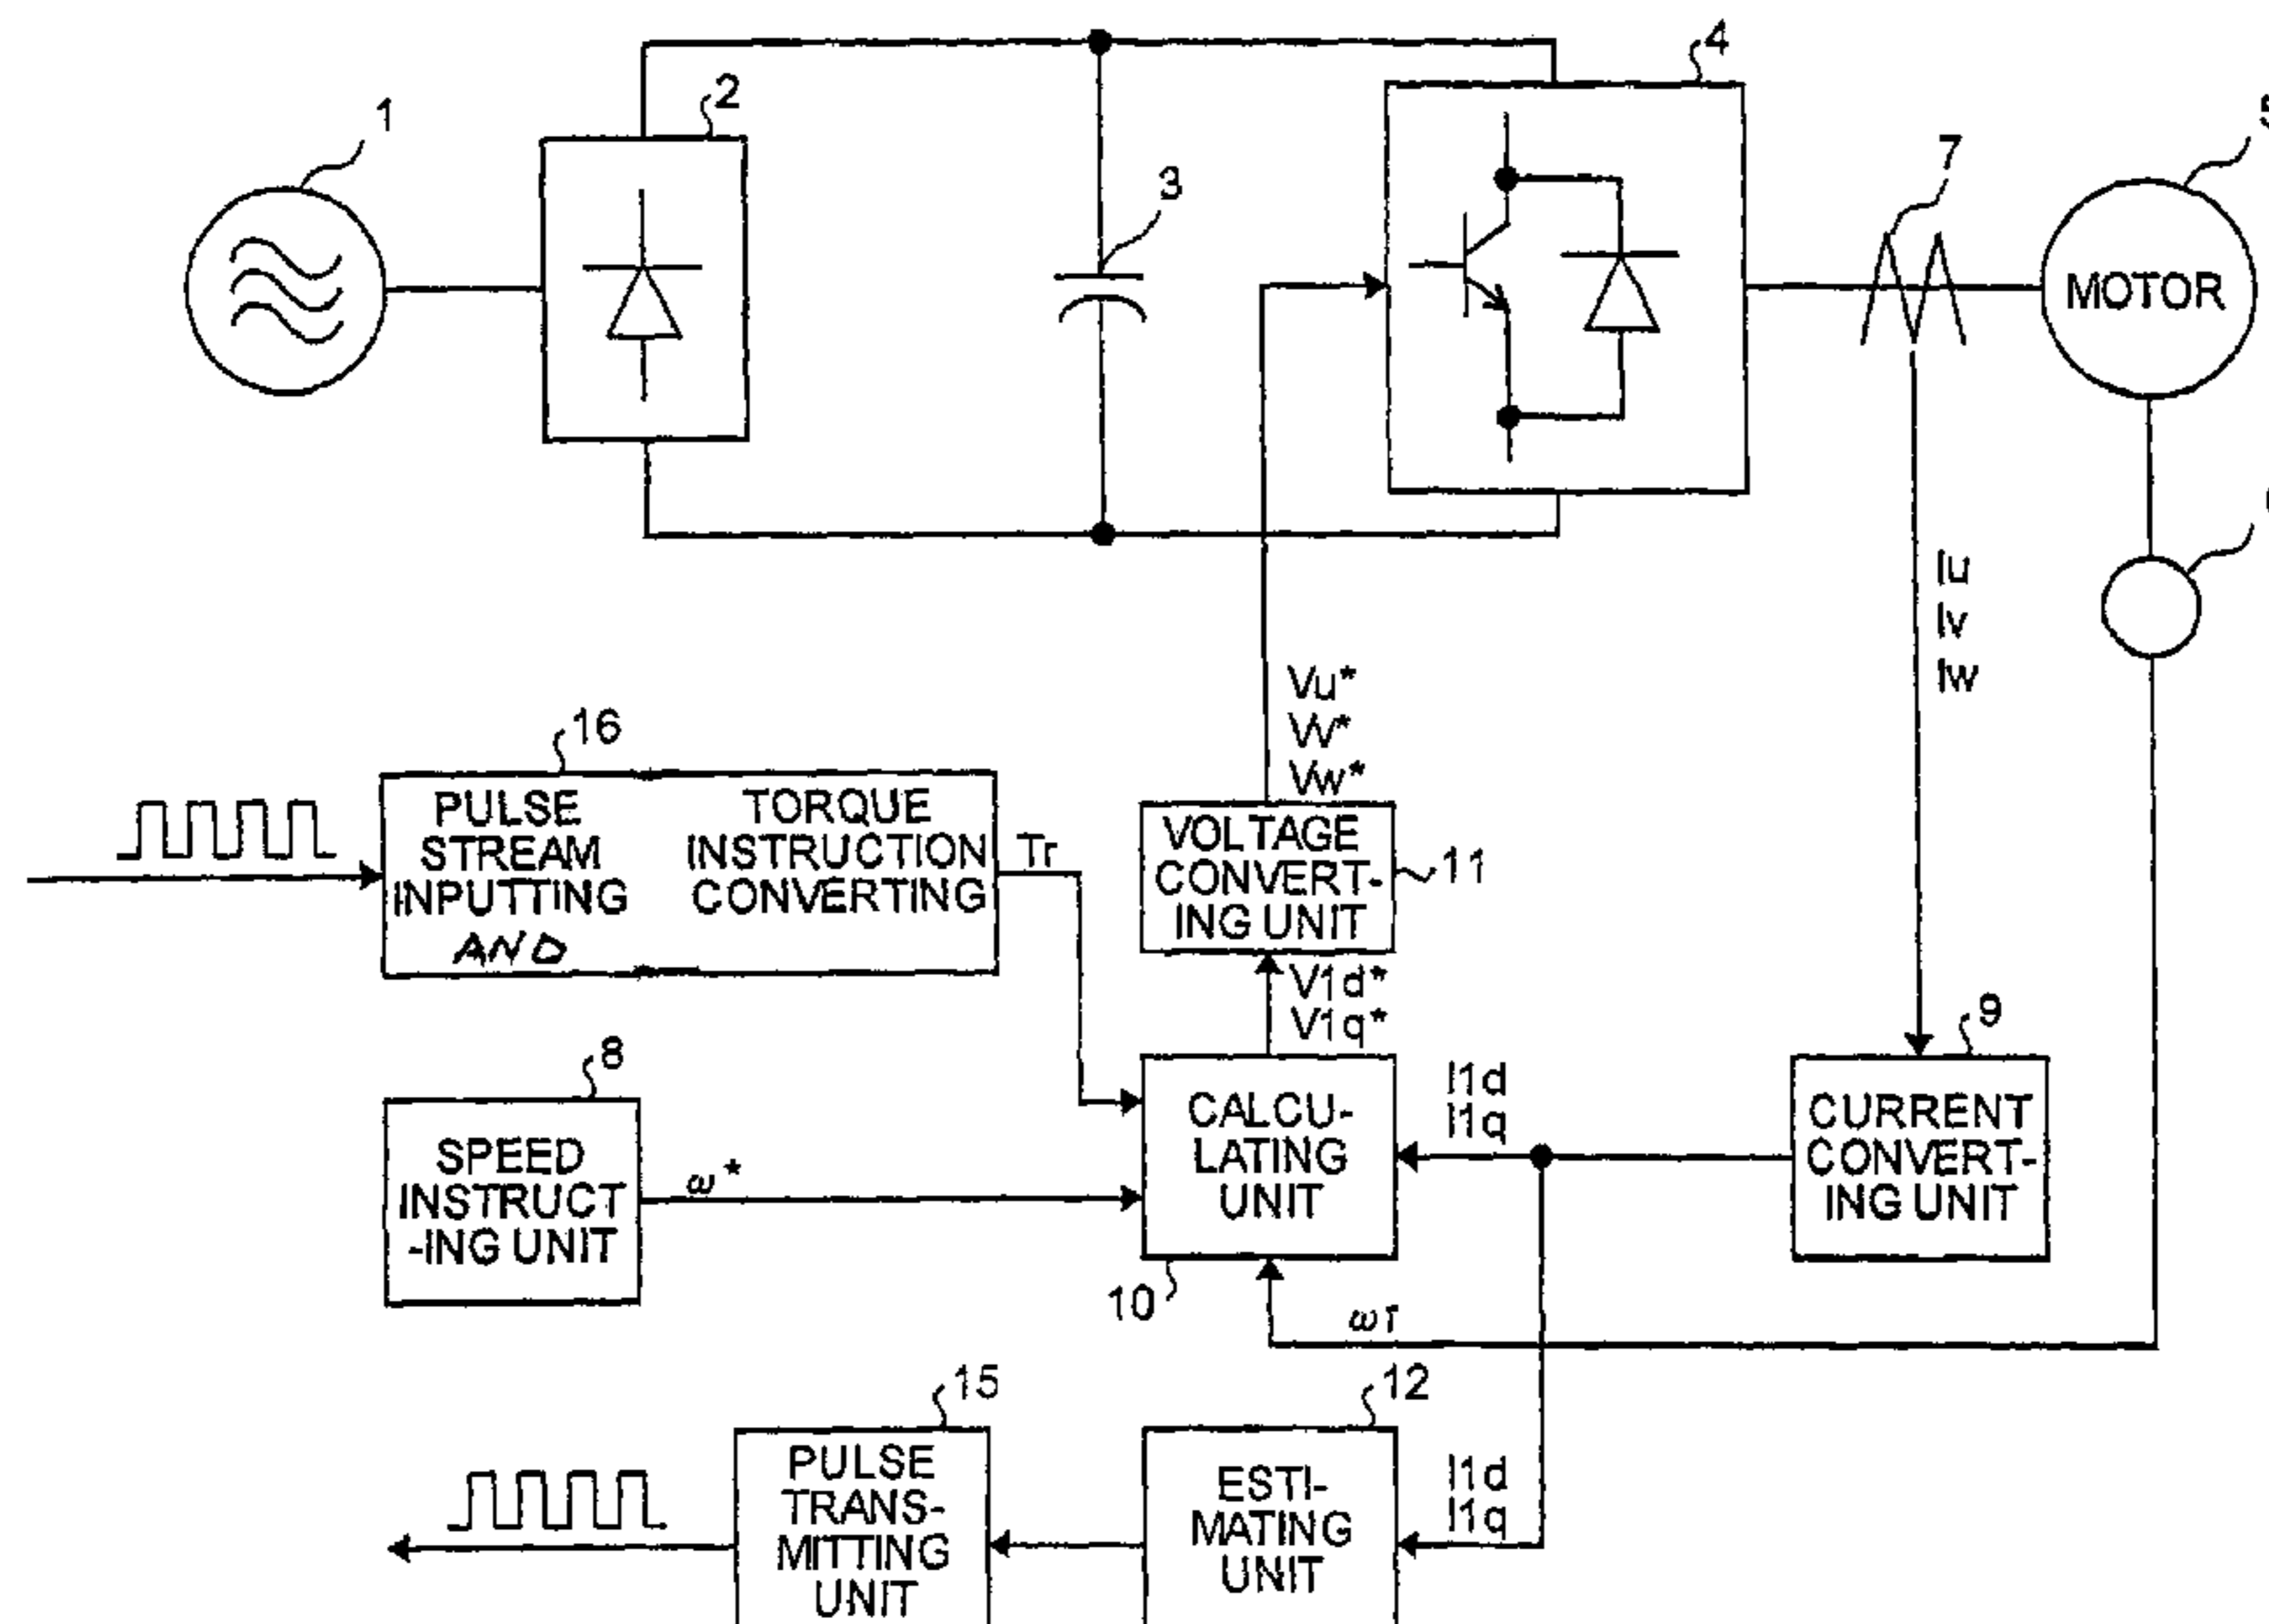 1
2
3
4
5
7
MOTOR
Iu
Iv
Iw
Vu*
VV*
Vw*
16
PULSE
STREAM
INPUTTING
AND
TORQUE
INSTRUCTION
CONVERTING
Tr
VOLTAGE
CONVERT-
ING UNIT
11
V1d*
V1q*
8
SPEED
INSTRUCT
-ING UNIT
ω*
CALCU-
LATING
UNIT
10
I1d
I1q
9
CURRENT
CONVERT-
ING UNIT
ωr
15
PULSE
TRANS-
MITTING
UNIT
12
ESTI-
MATING
UNIT
I1d
I1q